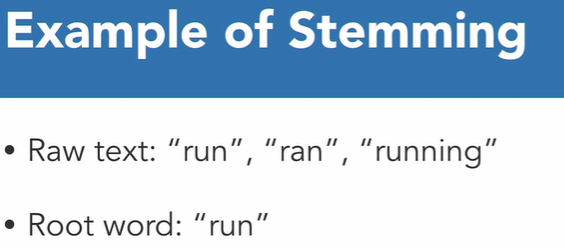 Example of Stemming
• Raw text: “run”, “ran”, “running”
• Root word: “run”